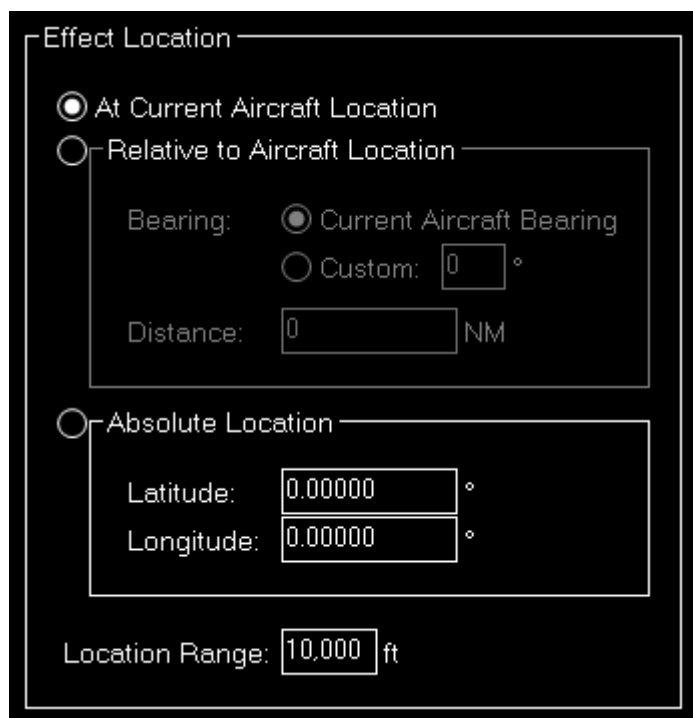 Effect Location
At Current Aircraft Location
Relative to Aircraft Location
Bearing: Current Aircraft Bearing
Custom: 0 °
Distance: 0 NM
Absolute Location
Latitude: 0.00000 °
Longitude: 0.00000 °
Location Range: 10,000 ft